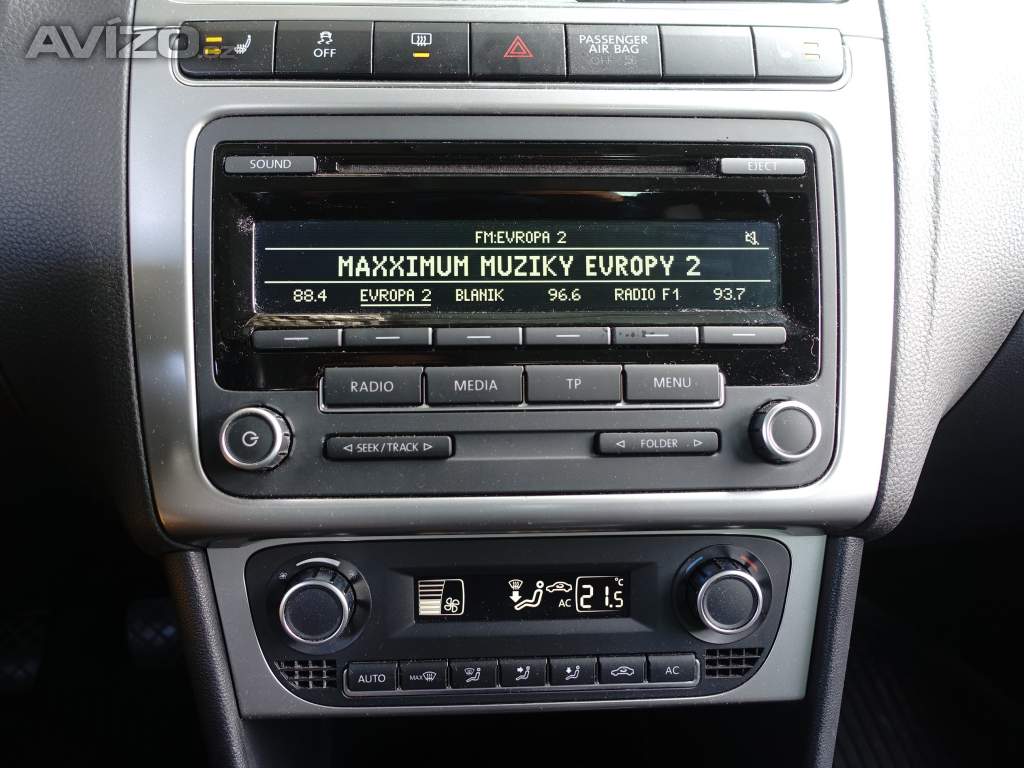 AVÍZO.cz
OFF
PASSENGER
AIR BAG
OFF
SOUND
EJECT
FM:EVROPA 2
MAXXIMUM MUZIKY EVROPY 2
88.4 EVROPA 2 BLANIK 96.6 RADIO F1 93.7
RADIO MEDIA TP MENU
SEEK/TRACK
FOLDER
AC 21.5 °C
AUTO MAX AC